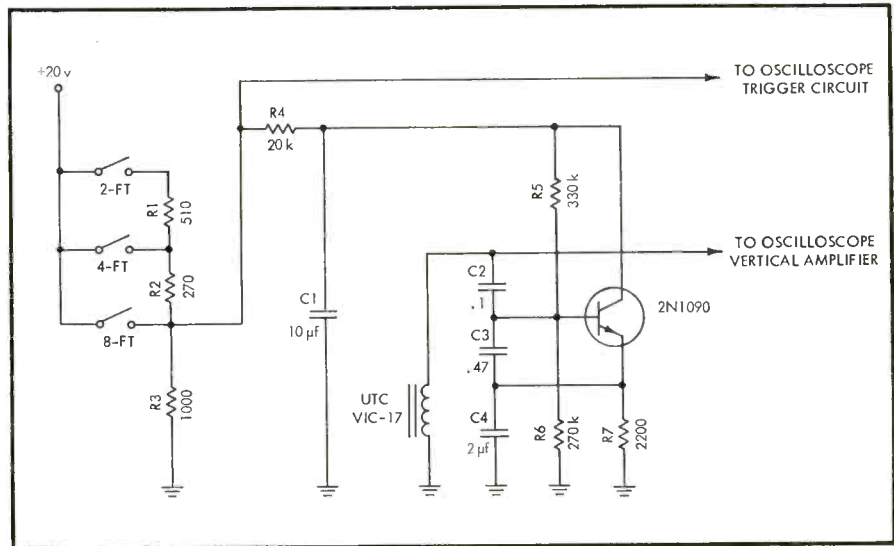 +20 v
TO OSCILLOSCOPE
TRIGGER CIRCUIT
R4
20 k
2-FT
R1
510
R5
330 k
4-FT
TO OSCILLOSCOPE
VERTICAL AMPLIFIER
R2
270
C2
.1
2N1090
8-FT
C1
10 μf
C3
.47
R3
1000
UTC
VIC-17
C4
2 μf
R6
270 k
R7
2200